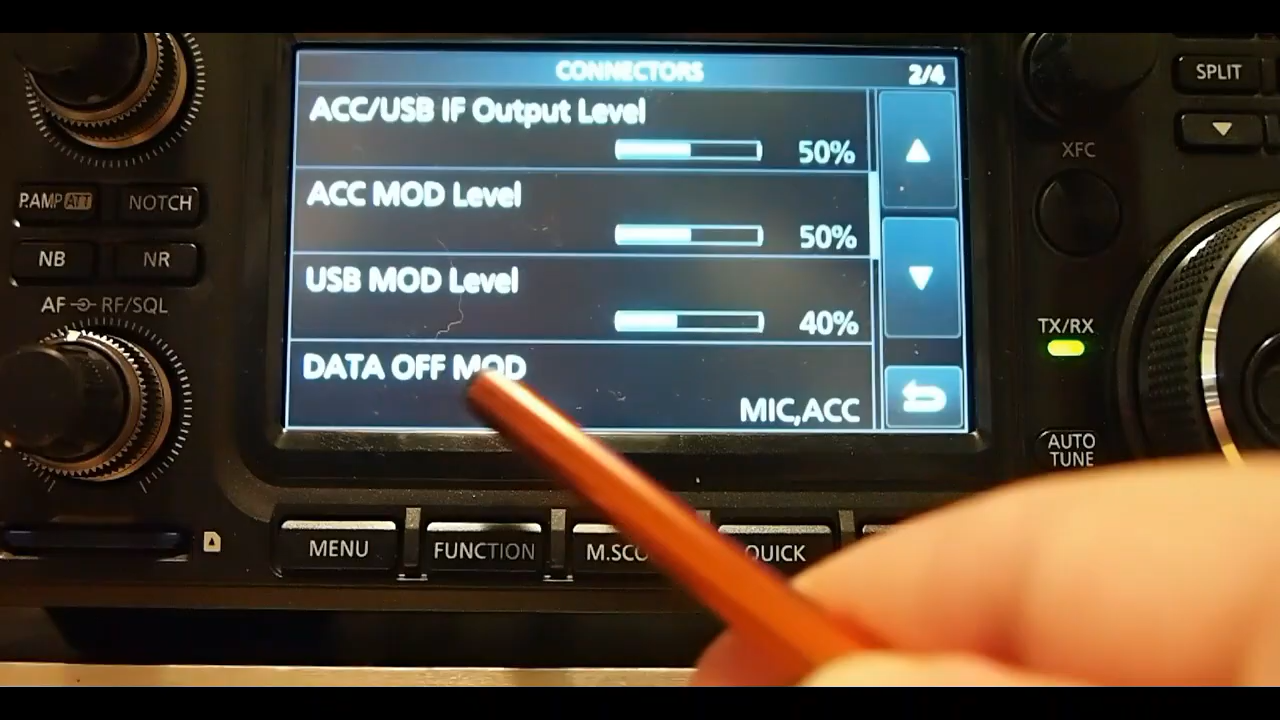 CONNECTORS 2/4
ACC/USB IF Output Level
50%
ACC MOD Level
50%
USB MOD Level
40%
DATA OFF MOD
MIC,ACC
P.AMP ATT NOTCH
NB NR
AF RF/SQL
SPLIT
XFC
TX/RX
AUTO
TUNE
MENU FUNCTION M.SCO QUICK